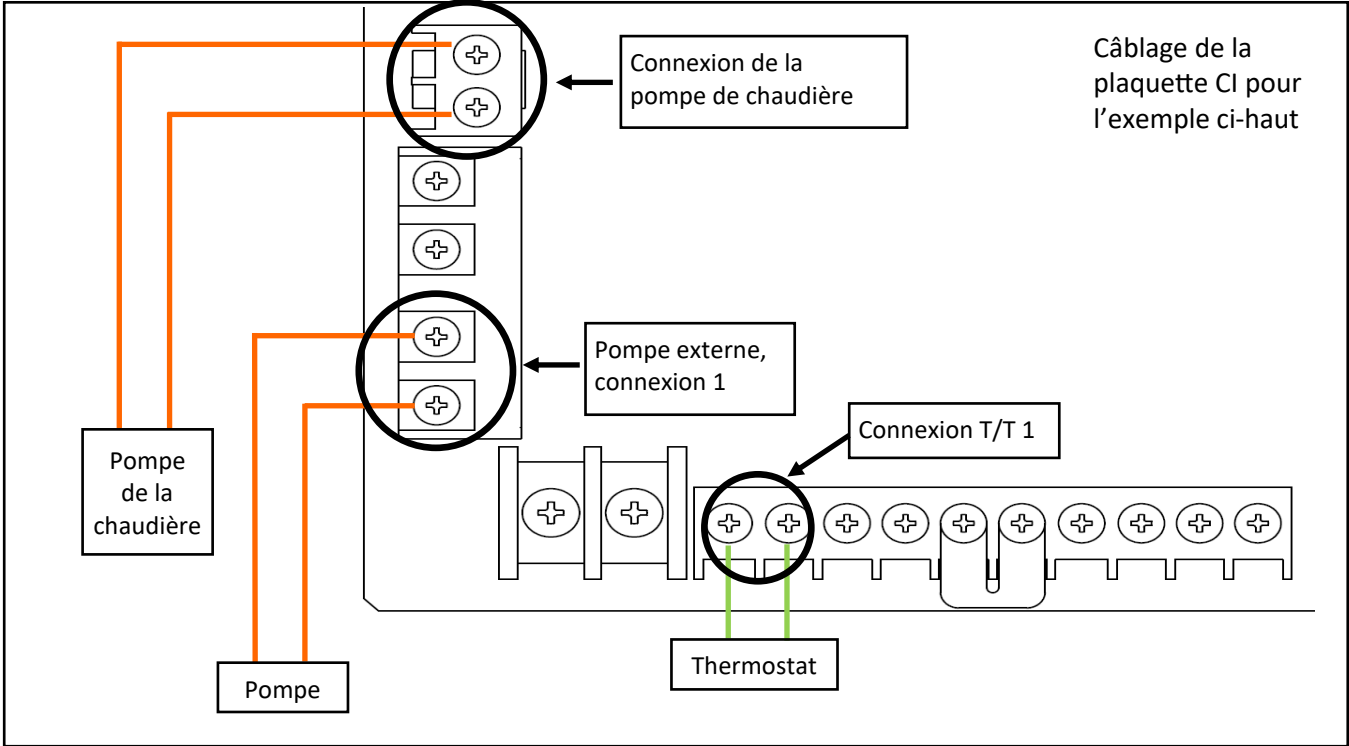 Câblage de la
plaquette CI pour
l'exemple ci-haut
Connexion de la
pompe de chaudière
Pompe externe,
connexion 1
Connexion T/T 1
Pompe
de la
chaudière
Thermostat
Pompe